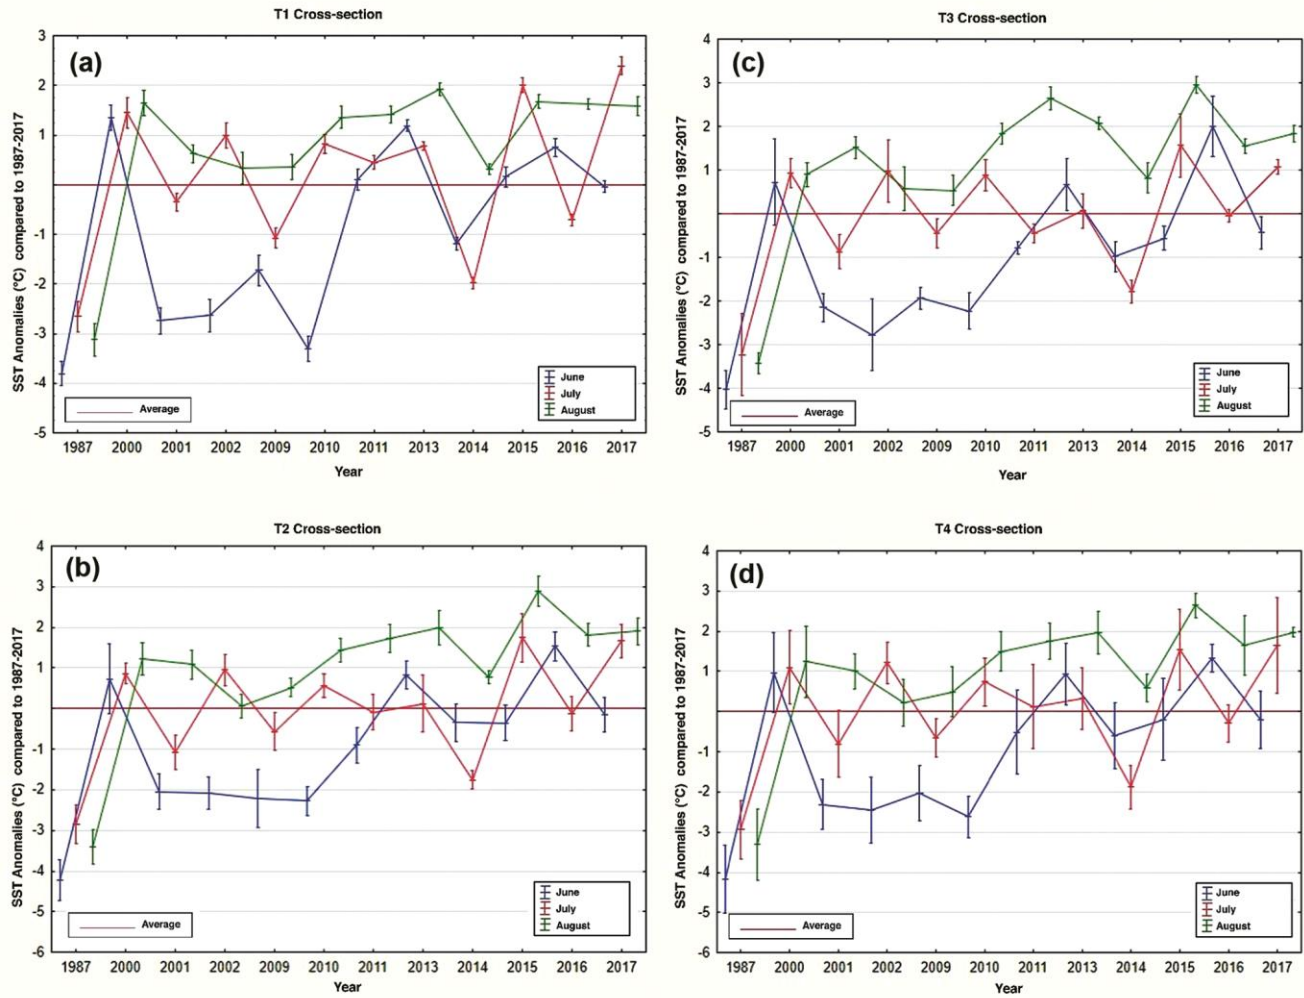 T1 Cross-section
(a)
SST Anomalies (°C) compared to 1987-2017
3
2
1
-1
-2
-3
-4
-5
June
July
August
Average
1987 2000 2001 2002 2009 2010 2011 2013 2014 2015 2016 2017
Year
T3 Cross-section
(c)
SST Anomalies (°C) compared to 1987-2017
4
3
2
1
-1
-2
-3
-4
-5
June
July
August
Average
1987 2000 2001 2002 2009 2010 2011 2013 2014 2015 2016 2017
Year
T2 Cross-section
(b)
SST Anomalies (°C) compared to 1987-2017
4
3
2
1
-1
-2
-3
-4
-5
-6
June
July
August
Average
1987 2000 2001 2002 2009 2010 2011 2013 2014 2015 2016 2017
Year
T4 Cross-section
(d)
SST Anomalies (°C) compared to 1987-2017
4
3
2
1
-1
-2
-3
-4
-5
-6
June
July
August
Average
1987 2000 2001 2002 2009 2010 2011 2013 2014 2015 2016 2017
Year